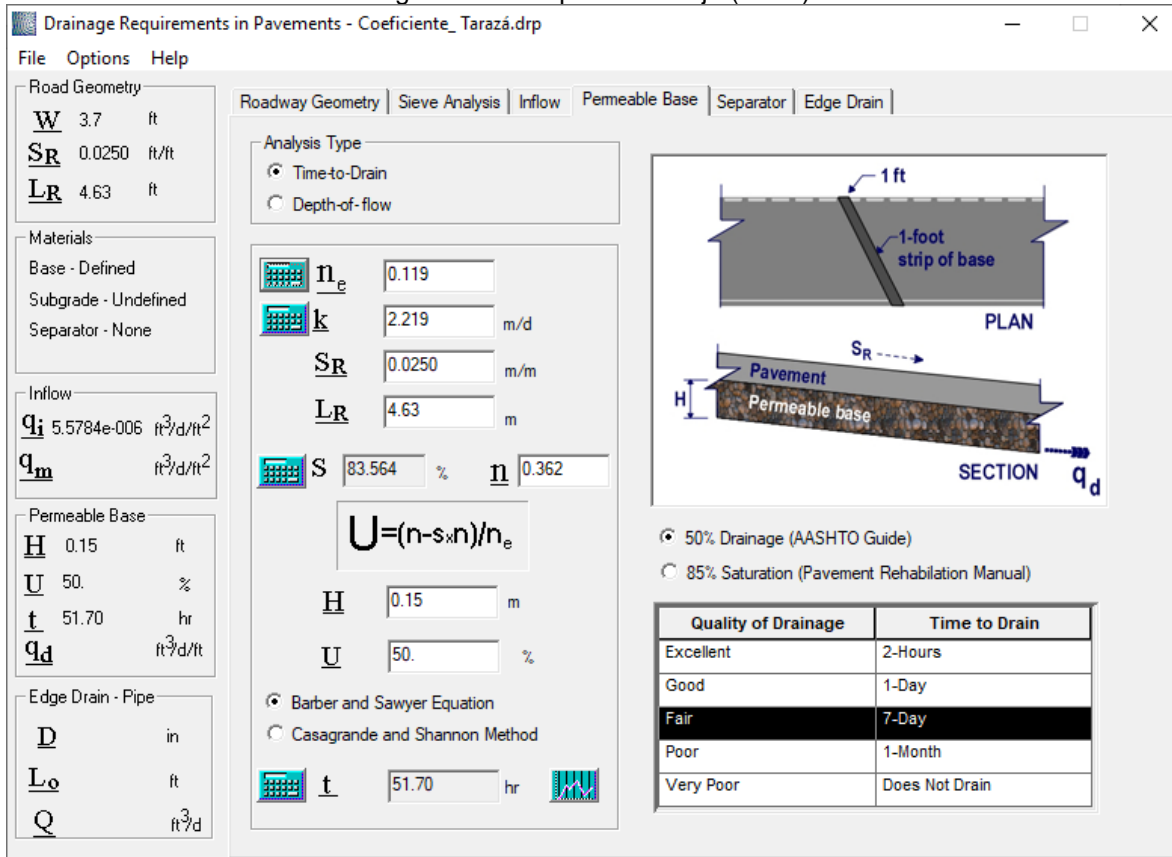 Drainage Requirements in Pavements - Coeficiente_ Tarazá.drp
File Options Help
Road Geometry
W 3.7 ft
SR 0.0250 ft/ft
LR 4.63 ft
Materials
Base - Defined
Subgrade - Undefined
Separator - None
Inflow
qi 5.5784e-006 ft3/d/ft2
qm ft3/d/ft2
Permeable Base
H 0.15 ft
U 50. %
t 51.70 hr
qd ft3/d/ft
Edge Drain - Pipe
D in
Lo ft
Q ft3/d
Roadway Geometry Sieve Analysis Inflow Permeable Base Separator Edge Drain
Analysis Type
Time-to-Drain
Depth-of-flow
ne 0.119
k 2.219 m/d
SR 0.0250 m/m
LR 4.63 m
S 83.564 % n 0.362
U=(n-sxn)/ne
H 0.15 m
U 50. %
Barber and Sawyer Equation
Casagrande and Shannon Method
t 51.70 hr
1 ft
1-foot
strip of base
PLAN
SR
Pavement
H
Permeable base
SECTION
qd
50% Drainage (AASHTO Guide)
85% Saturation (Pavement Rehabilation Manual)
Quality of Drainage Time to Drain
Excellent 2-Hours
Good 1-Day
Fair 7-Day
Poor 1-Month
Very Poor Does Not Drain